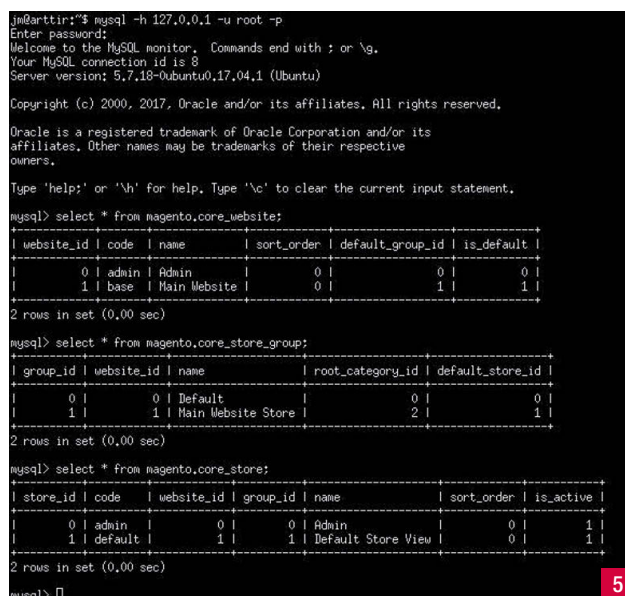 jm@arttir:~$ mysql -h 127.0.0.1 -u root -p
Enter password:
Welcome to the MySQL monitor.  Commands end with ; or \g.
Your MySQL connection id is 8
Server version: 5.7.18-0ubuntu0.17.04.1 (Ubuntu)
Copyright (c) 2000, 2017, Oracle and/or its affiliates. All rights reserved.
Oracle is a registered trademark of Oracle Corporation and/or its
affiliates. Other names may be trademarks of their respective
owners.
Type 'help;' or '\h' for help. Type '\c' to clear the current input statement.
mysql> select * from magento.core_website;
+------------+-------+--------------+------------+------------------+------------+
| website_id | code  | name         | sort_order | default_group_id | is_default |
+------------+-------+--------------+------------+------------------+------------+
|          0 | admin | Admin        |          0 |                0 |          0 |
|          1 | base  | Main Website |          0 |                1 |          1 |
+------------+-------+--------------+------------+------------------+------------+
2 rows in set (0.00 sec)
mysql> select * from magento.core_store_group;
+----------+------------+--------------------+------------------+------------------+
| group_id | website_id | name               | root_category_id | default_store_id |
+----------+------------+--------------------+------------------+------------------+
|        0 |          0 | Default            |                0 |                0 |
|        1 |          1 | Main Website Store |                2 |                1 |
+----------+------------+--------------------+------------------+------------------+
2 rows in set (0.00 sec)
mysql> select * from magento.core_store;
+----------+---------+------------+----------+--------------------+------------+-----------+
| store_id | code    | website_id | group_id | name               | sort_order | is_active |
+----------+---------+------------+----------+--------------------+------------+-----------+
|        0 | admin   |          0 |        0 | Admin              |          0 |         1 |
|        1 | default |          1 |        1 | Default Store View |          0 |         1 |
+----------+---------+------------+----------+--------------------+------------+-----------+
2 rows in set (0.00 sec)
mysql>
5